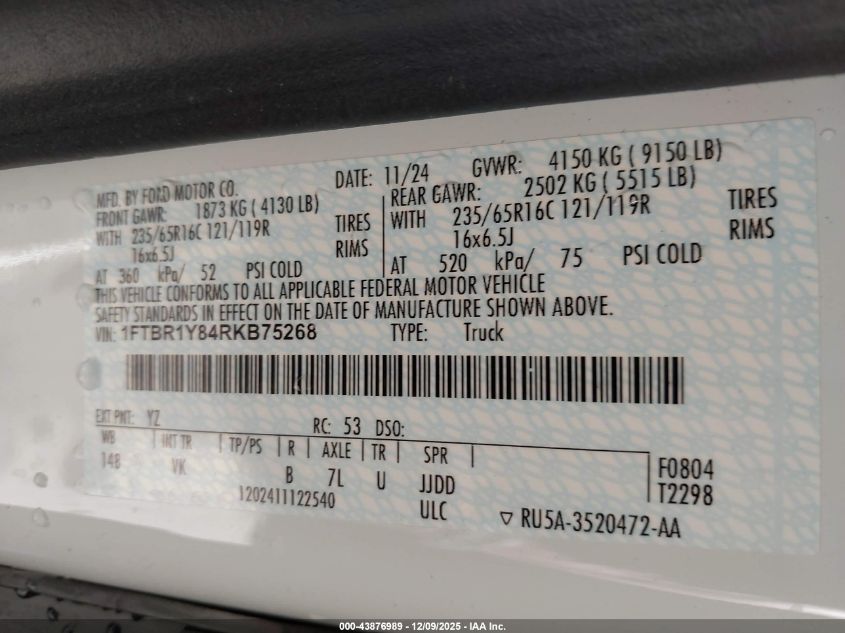 MFD. BY FORD MOTOR CO.
DATE: 11/24 GVWR: 4150 KG ( 9150 LB)
FRONT GAWR: 1873 KG ( 4130 LB)
WITH 235/65R16C 121/119R TIRES
16x6.5J RIMS
AT 360 kPa/ 52 PSI COLD
REAR GAWR: 2502 KG ( 5515 LB)
WITH 235/65R16C 121/119R TIRES
16x6.5J RIMS
AT 520 kPa/ 75 PSI COLD
THIS VEHICLE CONFORMS TO ALL APPLICABLE FEDERAL MOTOR VEHICLE
SAFETY STANDARDS IN EFFECT ON THE DATE OF MANUFACTURE SHOWN ABOVE.
VIN: 1FTBR1Y84RKB75268 TYPE: Truck
EXT PNT: YZ RC: 53 DSO:
WB INT TR TP/PS R AXLE TR SPR
148 VK B 7L U JJDD
F0804
T2298
1202411122540 ULC
▽ RU5A-3520472-AA
000-43876989 - 12/09/2025 - IAA Inc.